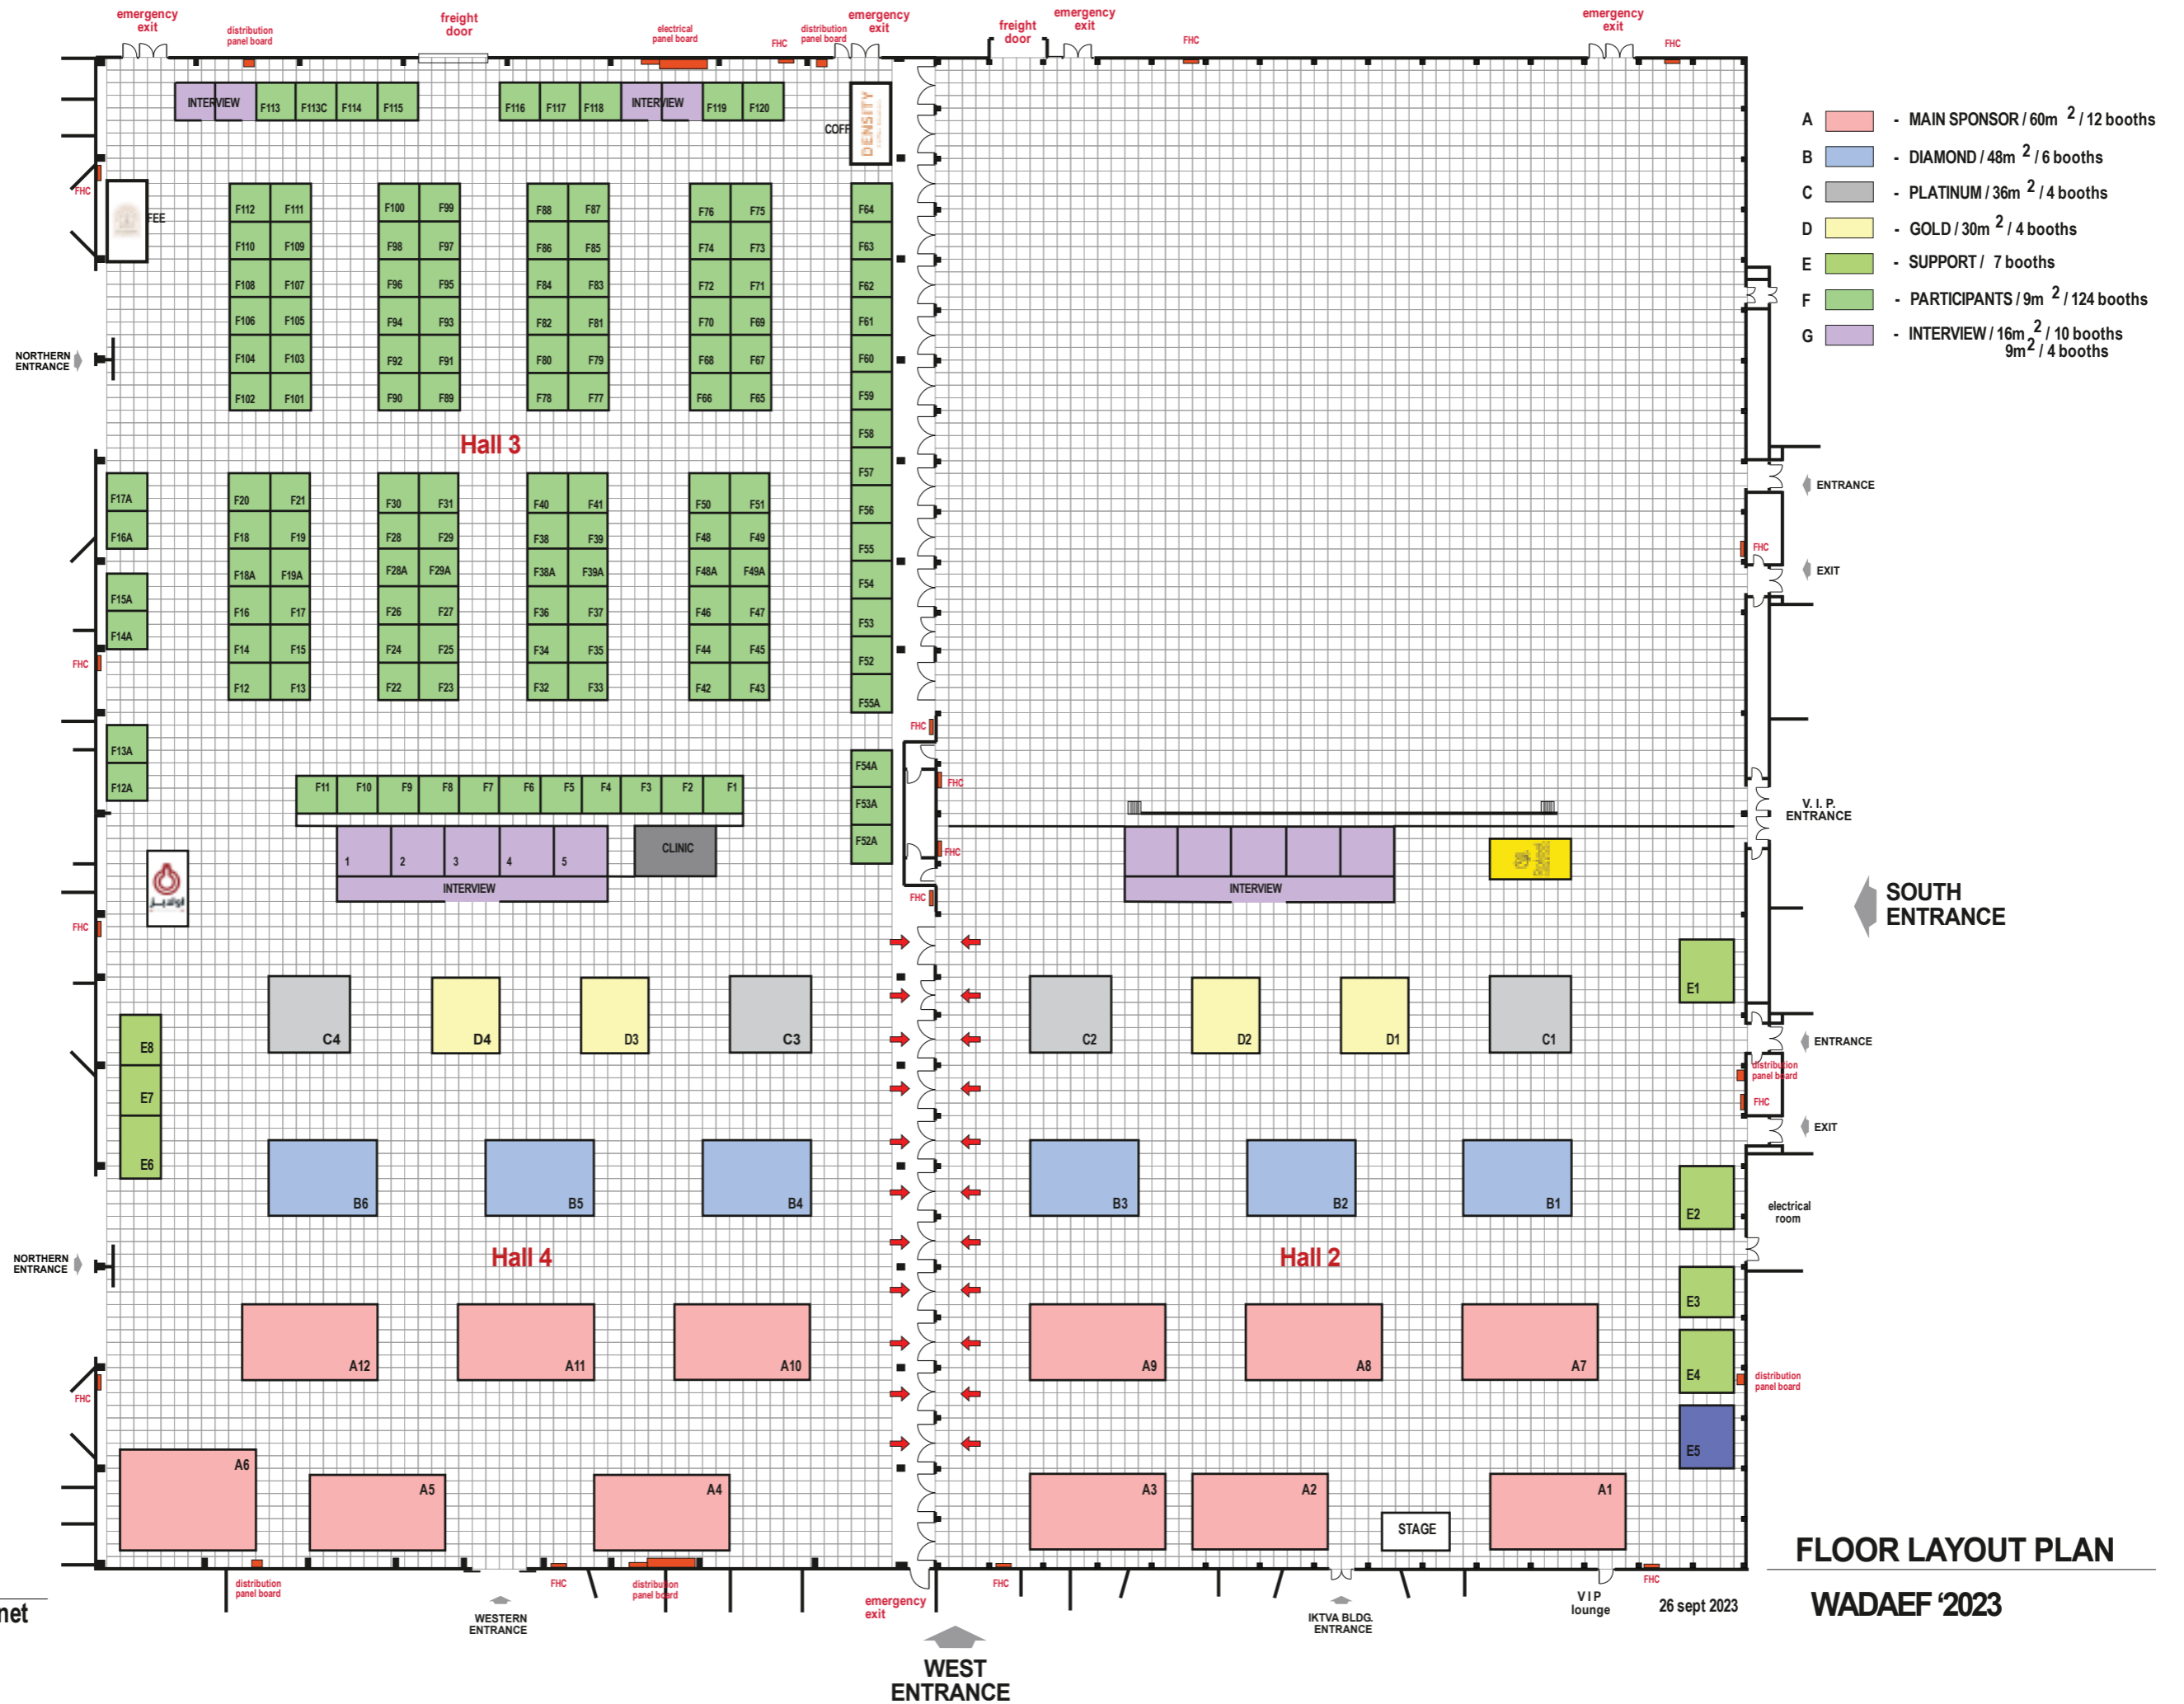 emergency
exit
distribution
panel board
freight
door
electrical
panel board
FHC
distribution
panel board
emergency
exit
freight
door
emergency
exit
FHC
emergency
exit
FHC
INTERVIEW
F113
F113C
F114
F115
F116
F117
F118
INTERVIEW
F119
F120
COFF
DENSITY
A
- MAIN SPONSOR / 60m 2 / 12 booths
B
- DIAMOND / 48m 2 / 6 booths
C
- PLATINUM / 36m 2 / 4 booths
D
- GOLD / 30m 2 / 4 booths
E
- SUPPORT / 7 booths
F
- PARTICIPANTS / 9m 2 / 124 booths
G
- INTERVIEW / 16m 2 / 10 booths
9m2 / 4 booths
FHC
FEE
F112 F111 F100 F99 F88 F87 F76 F75 F64
F110 F109 F98 F97 F86 F85 F74 F73 F63
F108 F107 F96 F95 F84 F83 F72 F71 F62
F106 F105 F94 F93 F82 F81 F70 F69 F61
F104 F103 F92 F91 F80 F79 F68 F67 F60
F102 F101 F90 F89 F78 F77 F66 F65 F59
NORTHERN
ENTRANCE
Hall 3
F58
F57
ENTRANCE
F17A F20 F21 F30 F31 F40 F41 F50 F51 F56
F16A F18 F19 F28 F29 F38 F39 F48 F49 F55
FHC
EXIT
F18A F19A F28A F29A F38A F39A F48A F49A F54
F15A F16 F17 F26 F27 F36 F37 F46 F47 F53
F14A F14 F15 F24 F25 F34 F35 F44 F45 F52
FHC
F12 F13 F22 F23 F32 F33 F42 F43 F55A
FHC
F13A
F12A
F54A
F53A
F52A
FHC
FHC
FHC
F11 F10 F9 F8 F7 F6 F5 F4 F3 F2 F1
V. I. P.
ENTRANCE
1 2 3 4 5
CLINIC
INTERVIEW
INTERVIEW
SOUTH
ENTRANCE
FHC
E1
C4 D4 D3 C3 C2 D2 D1 C1
ENTRANCE
distribution
panel board
FHC
EXIT
E8
E7
E6
B6 B5 B4 B3 B2 B1
E2
electrical
room
NORTHERN
ENTRANCE
Hall 4
Hall 2
E3
A12 A11 A10 A9 A8 A7
E4
distribution
panel board
FHC
E5
A6 A5 A4 A3 A2 A1
STAGE
FLOOR LAYOUT PLAN
distribution
panel board
FHC
distribution
panel board
emergency
exit
FHC
FHC
VIP
lounge
26 sept 2023
WADAEF ‘2023
net
WESTERN
ENTRANCE
IKTVA BLDG.
ENTRANCE
WEST
ENTRANCE